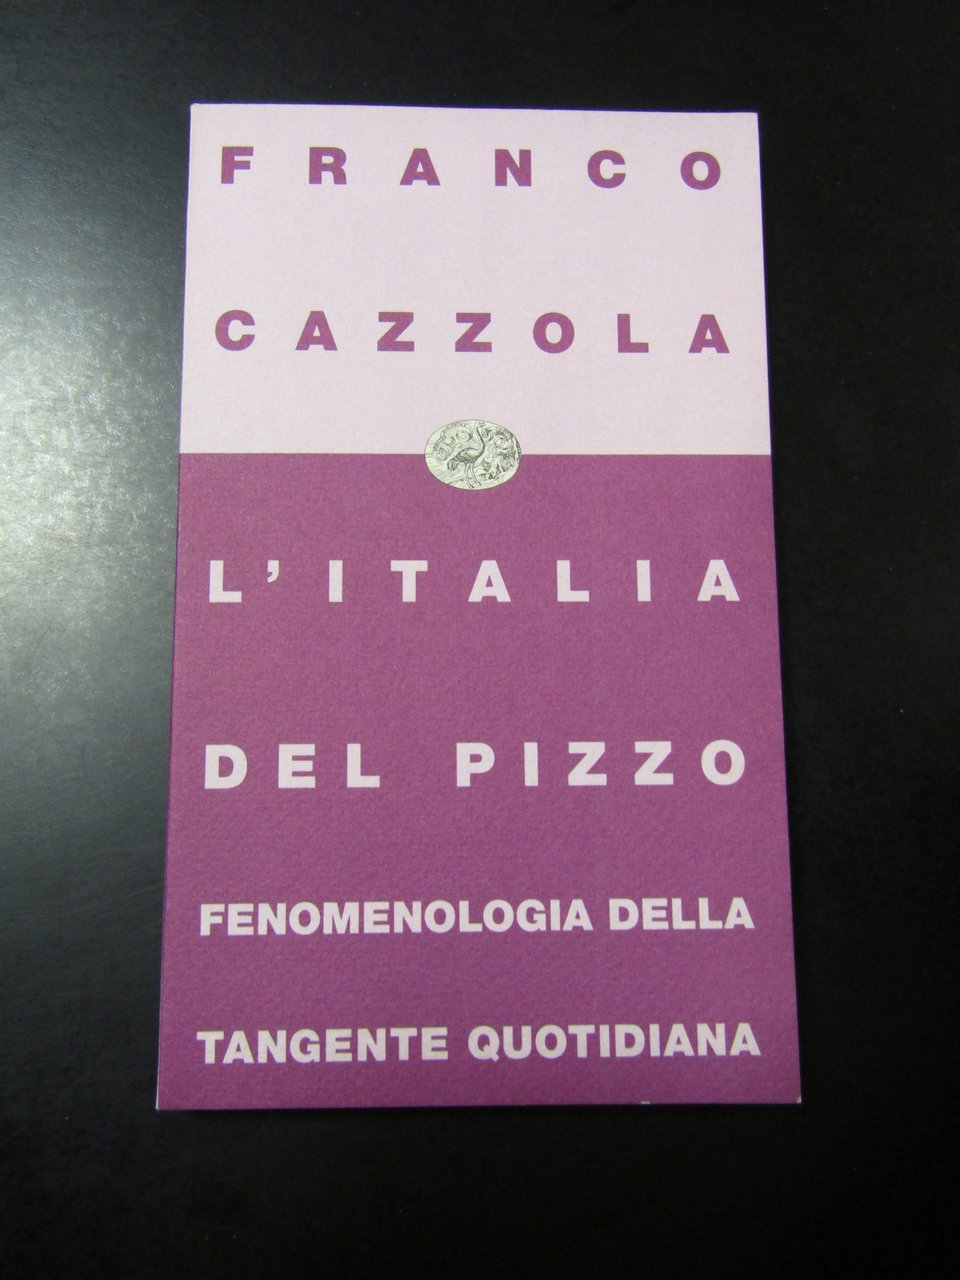 FRANCO
CAZZOLA
L'ITALIA
DEL PIZZO
FENOMENOLOGIA DELLA
TANGENTE QUOTIDIANA